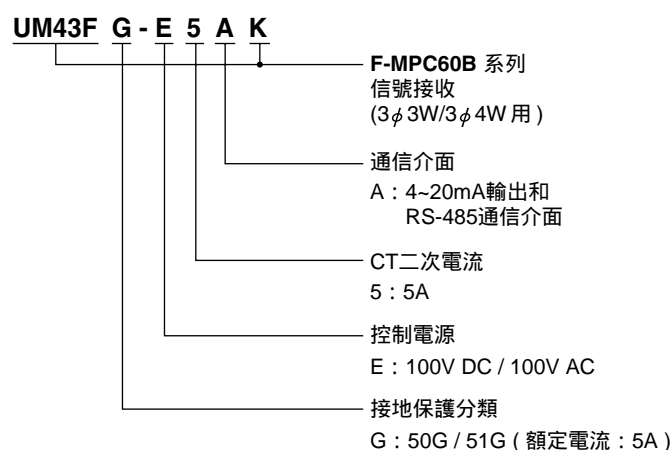 UM43F G - E 5 A K
F-MPC60B 系列
信號接收
(3ϕ3W/3ϕ4W 用 )
通信介面
A：4~20mA輸出和
RS-485通信介面
CT二次電流
5：5A
控制電源
E：100V DC / 100V AC
接地保護分類
G：50G / 51G ( 額定電流：5A )